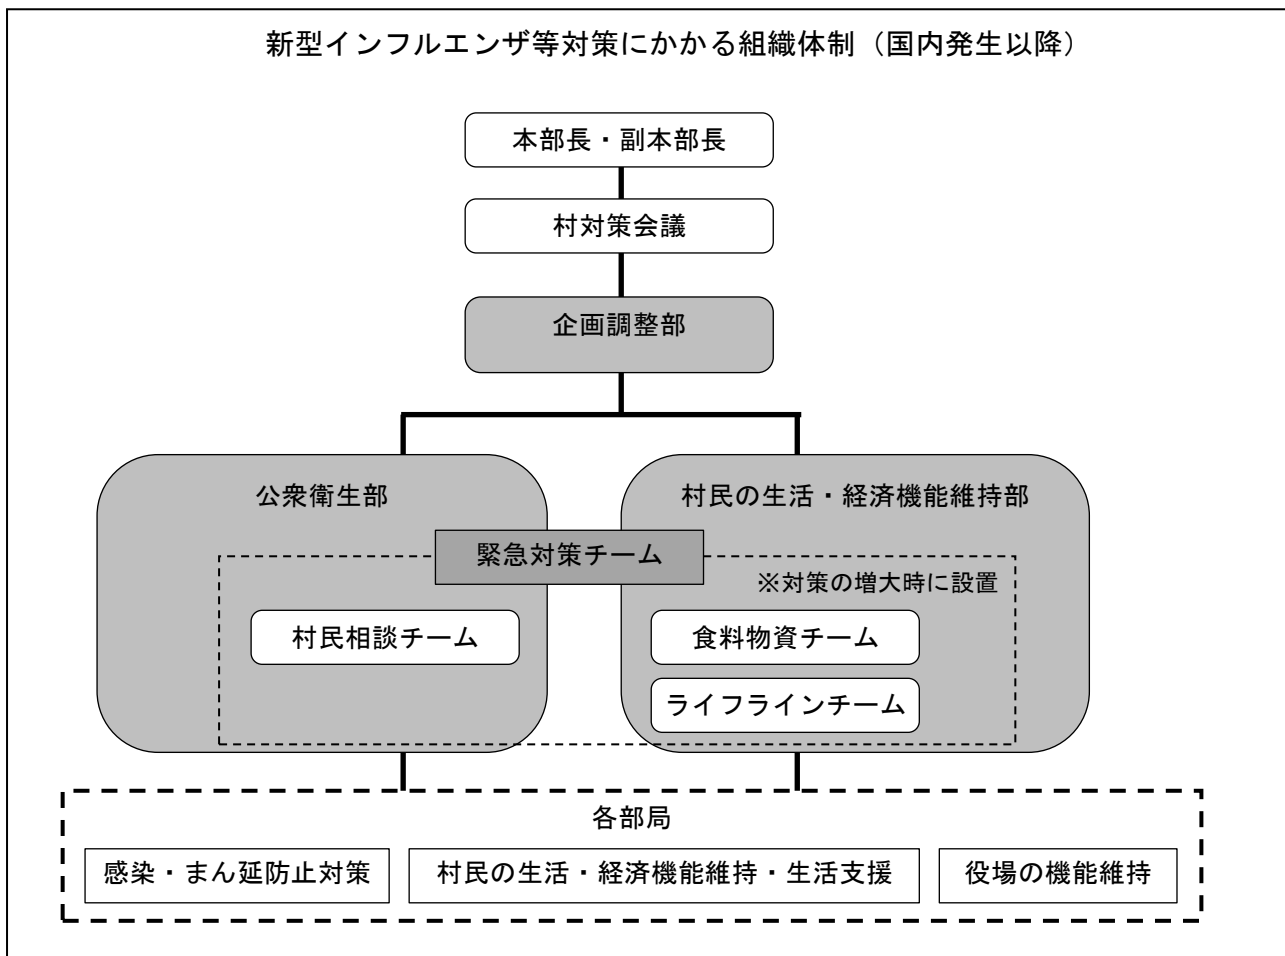 新型インフルエンザ等対策にかかる組織体制（国内発生以降）
本部長・副本部長
村対策会議
企画調整部
公衆衛生部
村民の生活・経済機能維持部
緊急対策チーム
※対策の増大時に設置
村民相談チーム
食料物資チーム
ライフラインチーム
各部局
感染・まん延防止対策
村民の生活・経済機能維持・生活支援
役場の機能維持